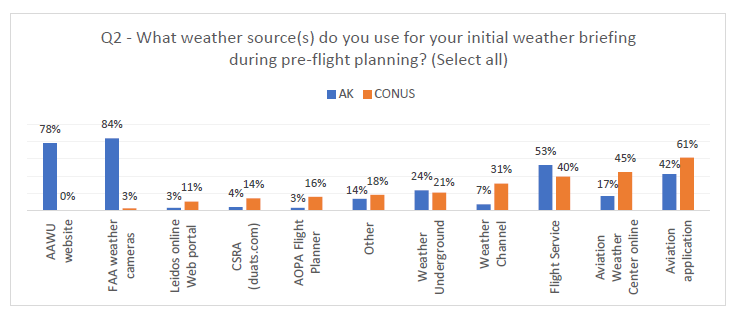 Q2 - What weather source(s) do you use for your initial weather briefing
during pre-flight planning? (Select all)
AK CONUS
78% 0%
84% 3%
3% 11%
4% 14%
3% 16%
14% 18%
24% 21%
7% 31%
53% 40%
17% 45%
42% 61%
AAWU
website
FAA weather
cameras
Leidos online
Web portal
CSRA
(duats.com)
AOPA Flight
Planner
Other
Weather
Underground
Weather
Channel
Flight Service
Aviation
Weather
Center online
Aviation
application